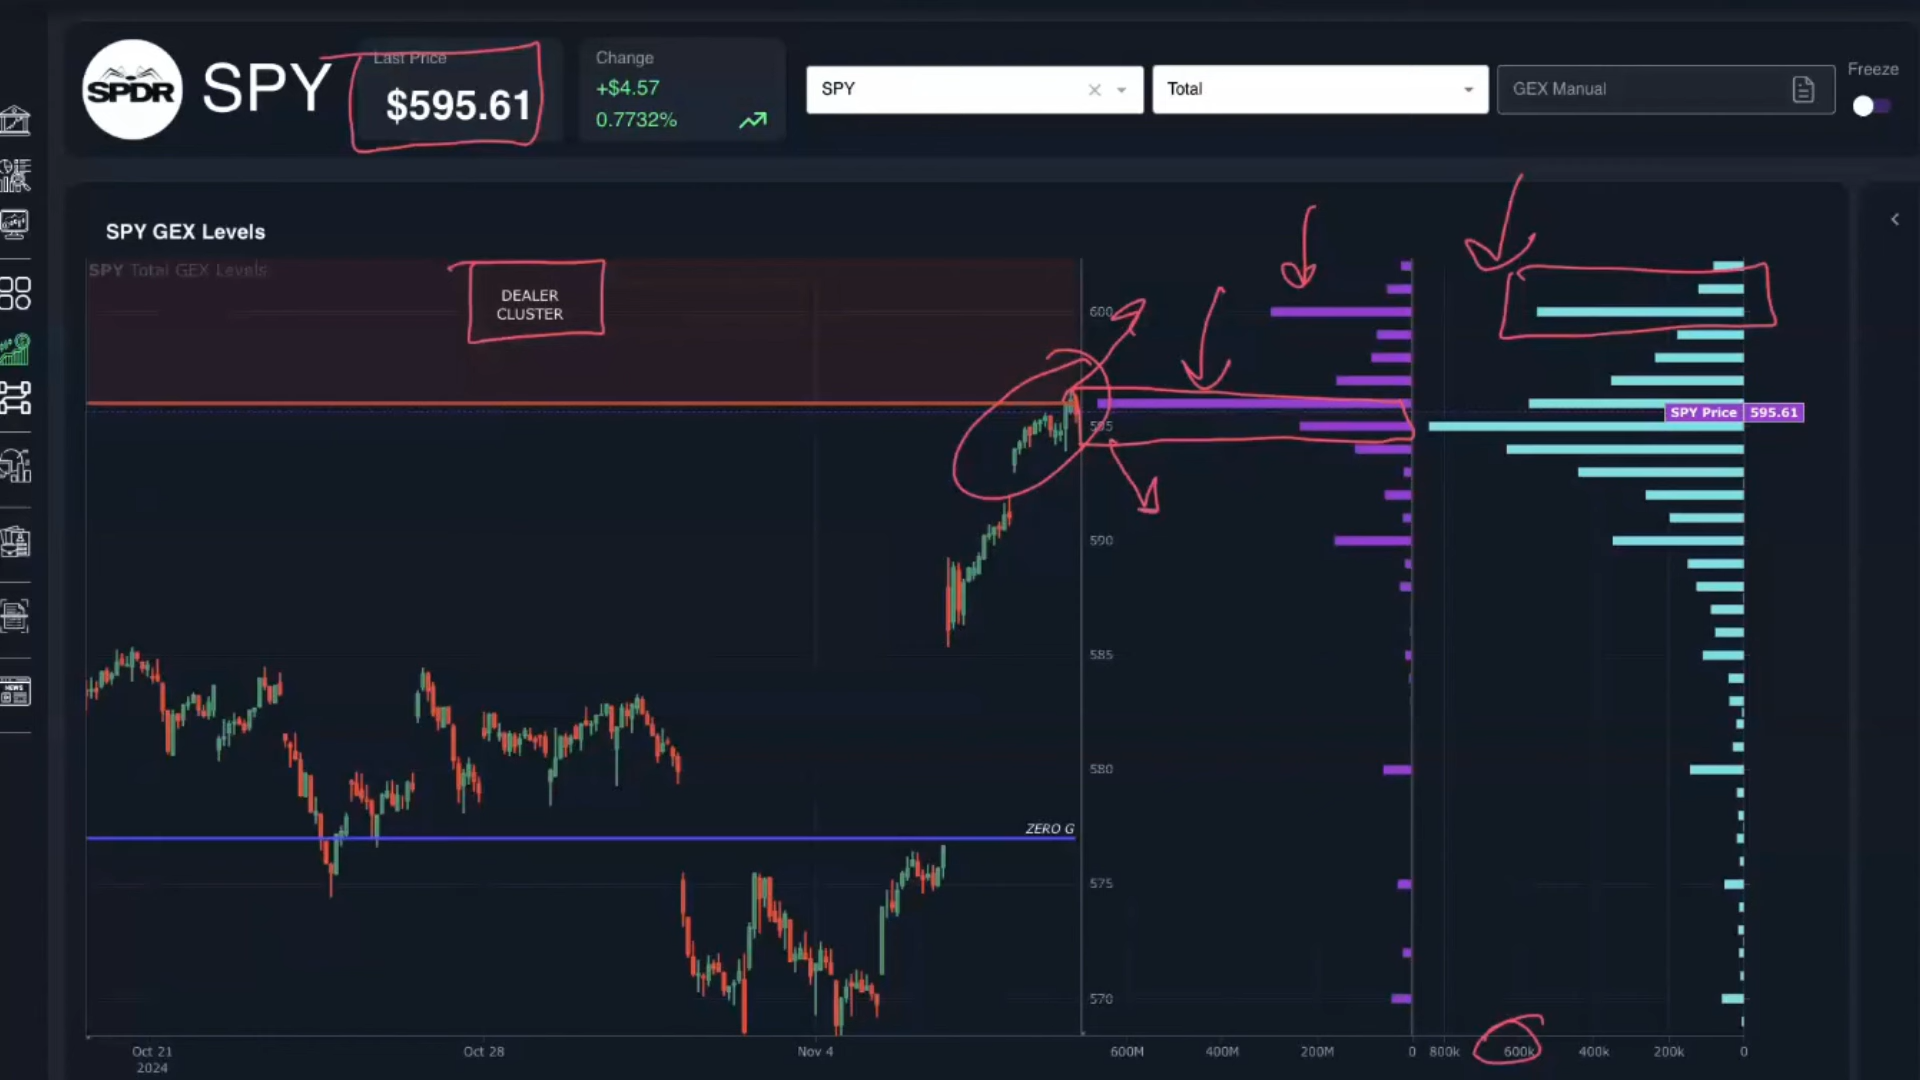 SPDR
SPY
Last Price
$595.61
Change
+$4.57
0.7732%
SPY
Total
GEX Manual
Freeze
SPY GEX Levels
SPY Total GEX Levels
DEALER
CLUSTER
600
595
SPY Price 595.61
590
585
580
ZERO G
575
570
NEWS
Oct 21
2024
Oct 28
Nov 4
600M
400M
200M
0
800k
600k
400k
200k
0